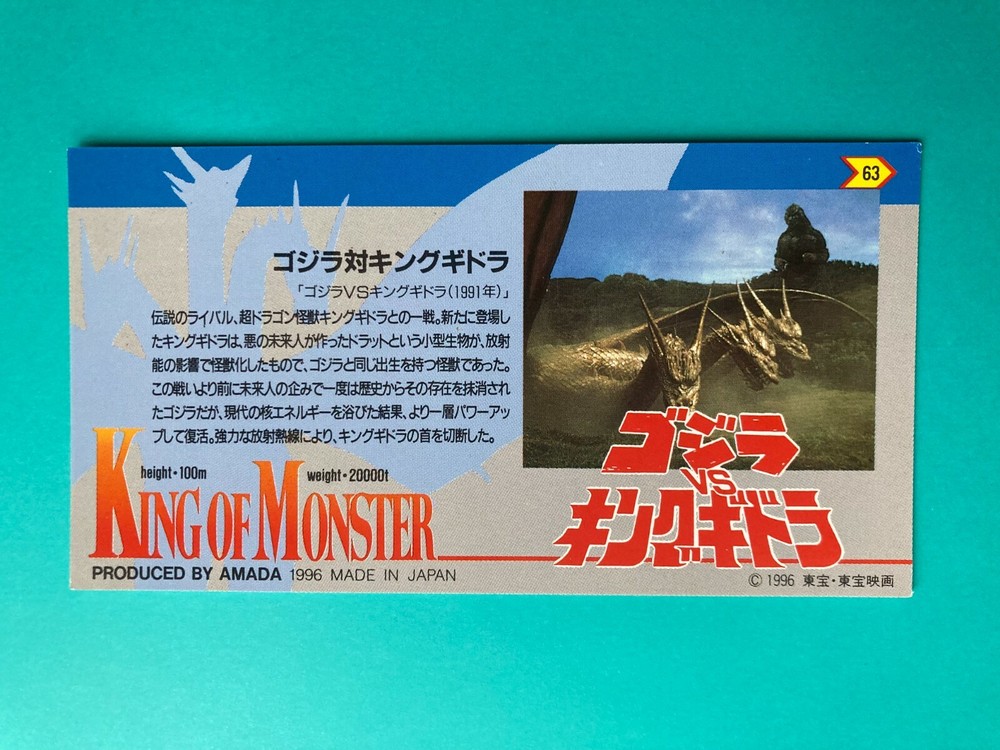 63
ゴジラ対キングギドラ
「ゴジラVSキングギドラ(1991年)」
伝説のライバル、超ドラゴン怪獣キングギドラとの一戦。新たに登場し
たキングギドラは、悪の未来人が作ったドラットという小型生物が、放射
能の影響で怪獣化したもので、ゴジラと同じ出生を持つ怪獣であった。
この戦いより前に未来人の企みで一度は歴史からその存在を抹消され
たゴジラだが、現代の核エネルギーを浴びた結果、より一層パワーアッ
プして復活。強力な放射熱線により、キングギドラの首を切断した。
height・100m weight・20000t
KING OF MONSTER
PRODUCED BY AMADA 1996 MADE IN JAPAN
ゴジラ
VS
キングギドラ
© 1996 東宝・東宝映画